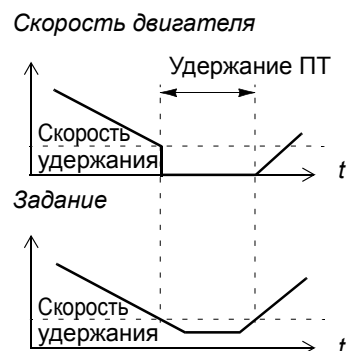 Скорость двигателя
Удержание ПТ
Скорость
удержания
t
Задание
Скорость
удержания
t